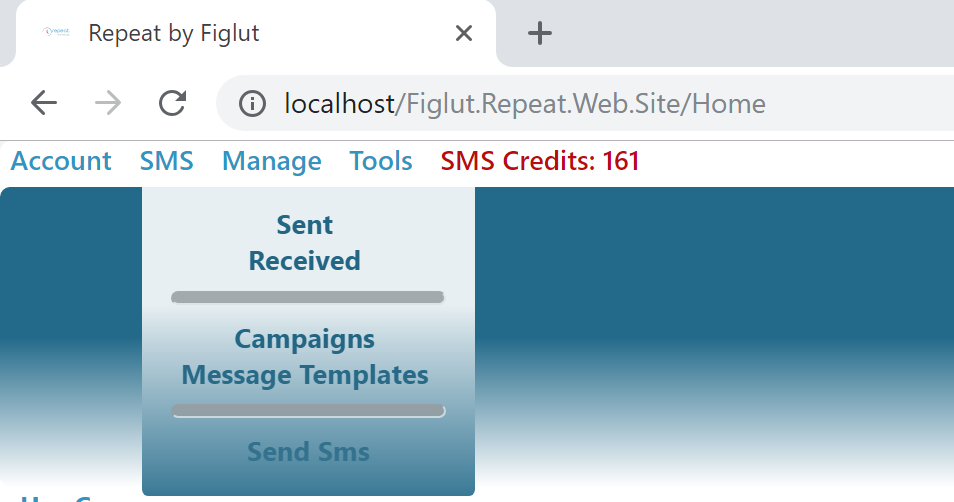 Repeat by Figlut
localhost/Figlut.Repeat.Web.Site/Home
Account SMS Manage Tools SMS Credits: 161
Sent
Received
Campaigns
Message Templates
Send Sms